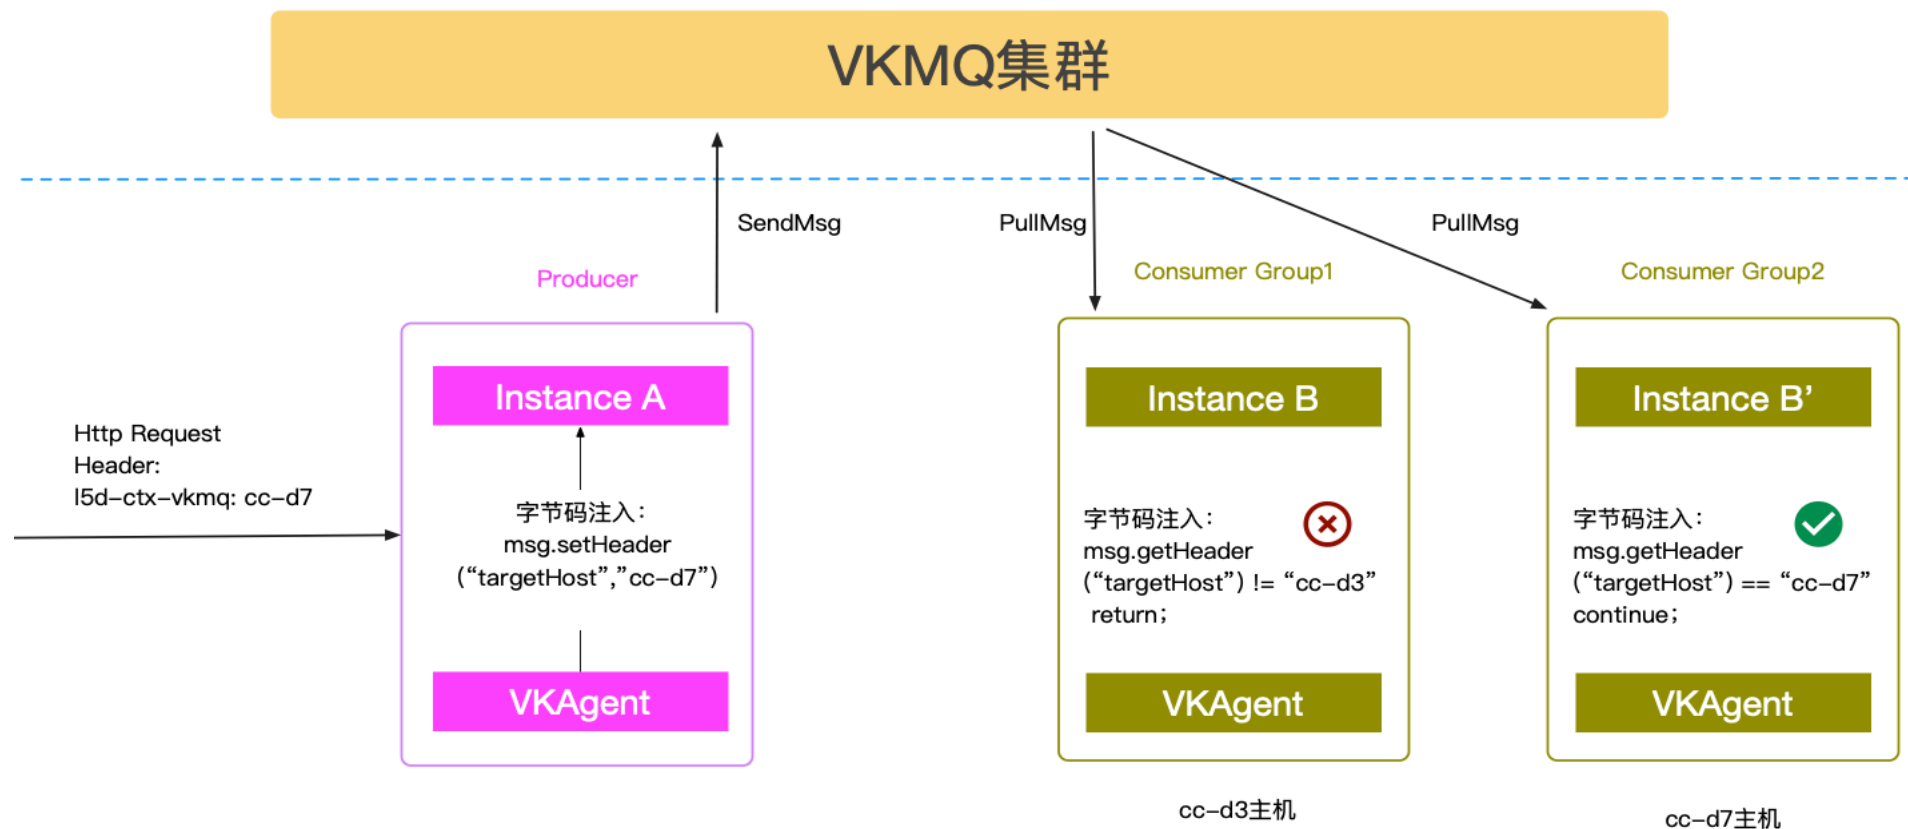 VKMQ集群
SendMsg
PullMsg
PullMsg
Producer
Consumer Group1
Consumer Group2
Http Request
Header:
l5d-ctx-vkmq: cc-d7
Instance A
字节码注入：
msg.setHeader
(“targetHost”,”cc-d7”)
VKAgent
Instance B
字节码注入：
msg.getHeader
(“targetHost”) != “cc-d3”
return；
VKAgent
cc-d3主机
Instance B’
字节码注入：
msg.getHeader
(“targetHost”) == “cc-d7”
continue；
VKAgent
cc-d7主机